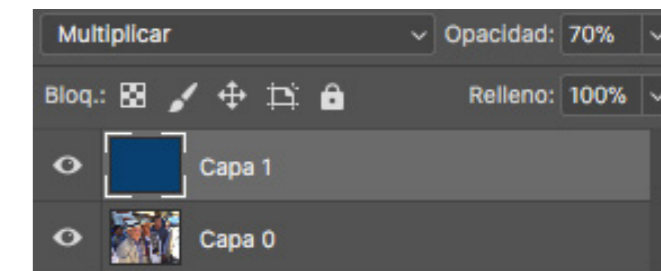 Multiplicar Opacidad: 70%
Bloq.: Relleno: 100%
Capa 1
Capa 0